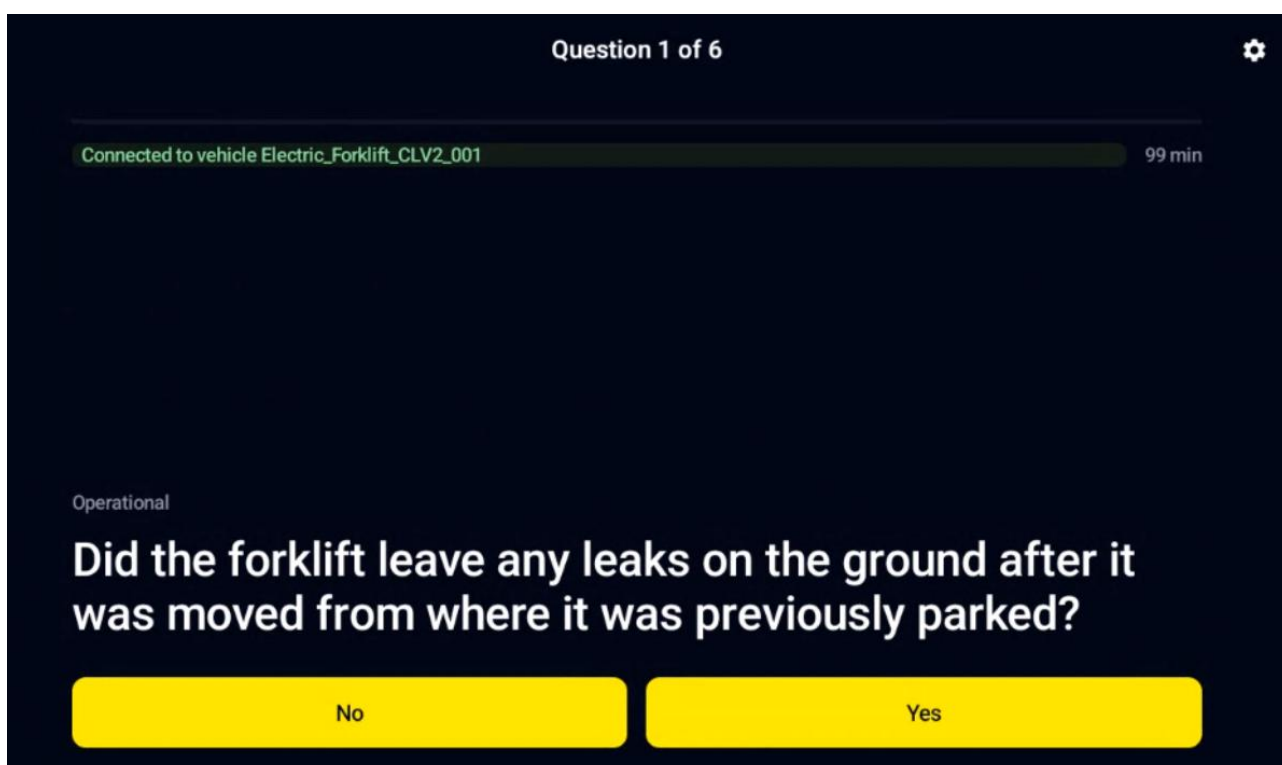 Question 1 of 6
Connected to vehicle Electric_Forklift_CLV2_001
99 min
Operational
Did the forklift leave any leaks on the ground after it
was moved from where it was previously parked?
No
Yes